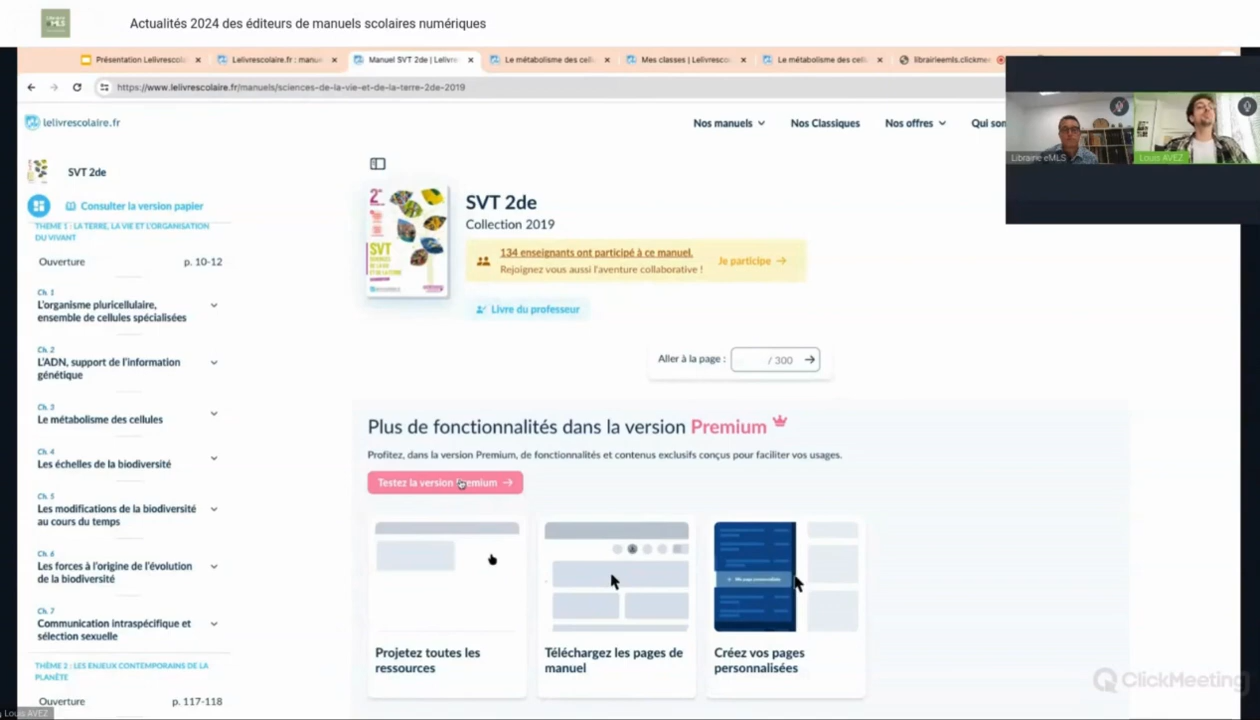 Actualités 2024 des éditeurs de manuels scolaires numériques
Présentation Lelivrescol
Lelivrescolaire.fr : manue
Manuel SVT 2de | Lelivre
Le métabolisme des cell
Mes classes | Lelivresco
Le métabolisme des cell
librairieemls.clickme
https://www.lelivrescolaire.fr/manuels/sciences-de-la-vie-et-de-la-terre-2de-2019
lelivrescolaire.fr
Nos manuels
Nos Classiques
Nos offres
Qui son
Librairie eMLS
Louis AVEZ
SVT 2de
Consulter la version papier
THÈME 1 : LA TERRE, LA VIE ET L'ORGANISATION
DU VIVANT
Ouverture p. 10-12
Ch. 1
L'organisme pluricellulaire,
ensemble de cellules spécialisées
Ch. 2
L'ADN, support de l'information
génétique
Ch. 3
Le métabolisme des cellules
Ch. 4
Les échelles de la biodiversité
Ch. 5
Les modifications de la biodiversité
au cours du temps
Ch. 6
Les forces à l'origine de l'évolution
de la biodiversité
Ch. 7
Communication intraspécifique et
sélection sexuelle
THÈME 2 : LES ENJEUX CONTEMPORAINS DE LA
PLANÈTE
Ouverture p. 117-118
2de
SVT
SVT 2de
Collection 2019
134 enseignants ont participé à ce manuel.
Rejoignez vous aussi l'aventure collaborative !
Je participe
Livre du professeur
Aller à la page : / 300
Plus de fonctionnalités dans la version Premium
Profitez, dans la version Premium, de fonctionnalités et contenus exclusifs conçus pour faciliter vos usages.
Testez la version Premium
Projetez toutes les
ressources
Téléchargez les pages de
manuel
Créez vos pages
personnalisées
ClickMeeting
Louis AVEZ